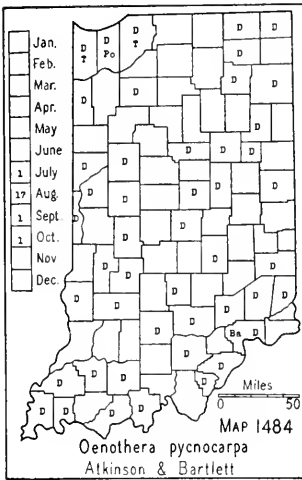 Jan.
Feb.
Mar.
Apr.
May
June
1 July
17 Aug.
1 Sept.
1 Oct.
Nov.
Dec.
D D D D D
T Po T D
D D D
D D D
D D
D D
D D
D D
D
D D
D D
D D D
D D
D D Ba D
D D D D
D D D D
Miles
0 50
MAP 1484
Oenothera pycnocarpa
Atkinson & Bartlett